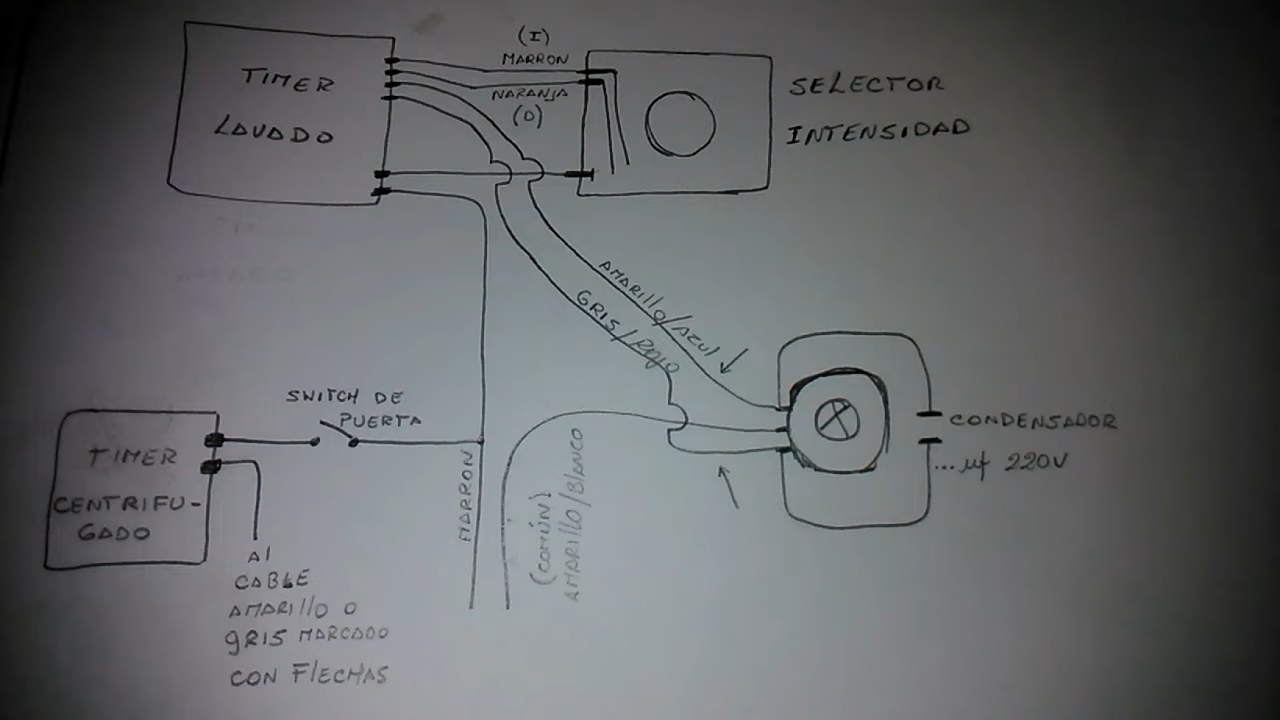 TIMER
LAVADO
(I)
MARRON
NARANJA
(O)
SELECTOR
INTENSIDAD
AMARILLO/AZUL
GRIS/ROJO
SWITCH DE
PUERTA
TIMER
CENTRIFU-
GADO
MARRON
(COMÚN)
AMARILLO/BLANCO
CONDENSADOR
...µf 220V
Al
CABLE
AMARILLO O
GRIS MARCADO
CON FLECHAS